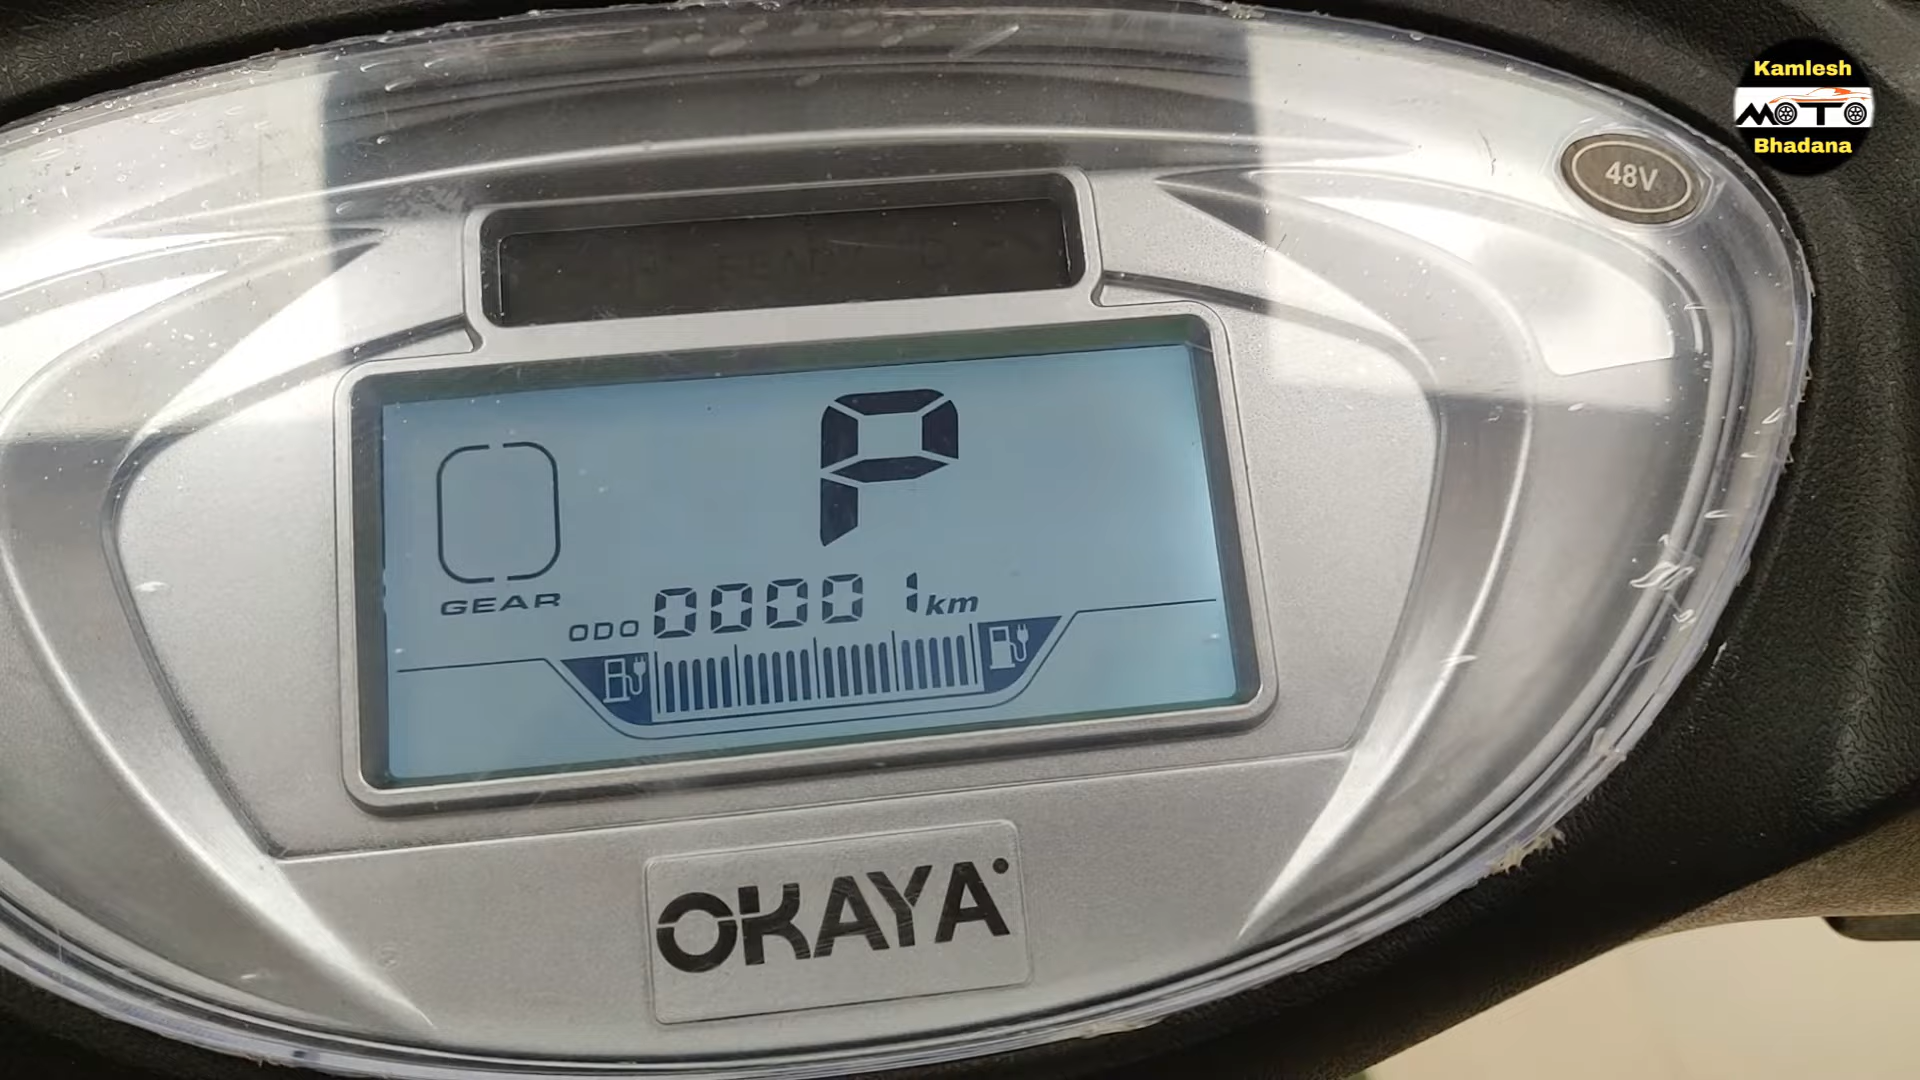 Kamlesh
MOTO
Bhadana
48V
P
GEAR
ODO 00001 km
OKAYA